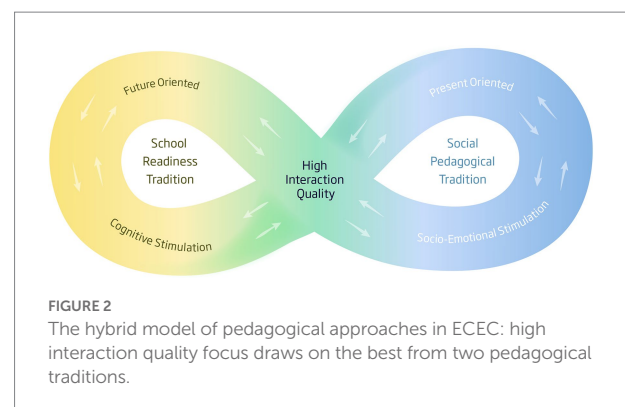 Future Oriented
Present Oriented
School
Readiness
Tradition
High
Interaction
Quality
Social
Pedagogical
Tradition
Cognitive Stimulation
Socio-Emotional Stimulation
FIGURE 2
The hybrid model of pedagogical approaches in ECEC: high
interaction quality focus draws on the best from two pedagogical
traditions.